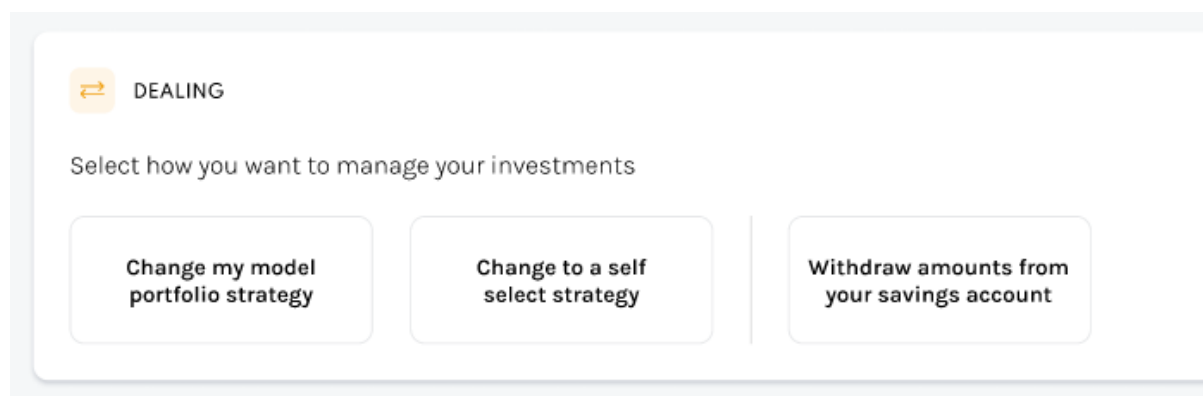 DEALING
Select how you want to manage your investments
Change my model
portfolio strategy
Change to a self
select strategy
Withdraw amounts from
your savings account